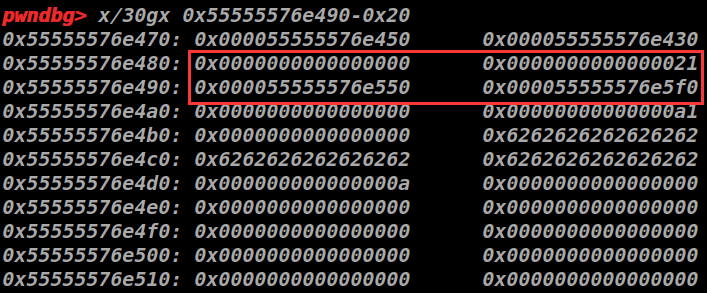 pwndbg> x/30gx 0x55555576e490-0x20
0x55555576e470: 0x000055555576e450 0x000055555576e430
0x55555576e480: 0x0000000000000000 0x0000000000000021
0x55555576e490: 0x000055555576e550 0x000055555576e5f0
0x55555576e4a0: 0x0000000000000000 0x00000000000000a1
0x55555576e4b0: 0x0000000000000000 0x6262626262626262
0x55555576e4c0: 0x6262626262626262 0x6262626262626262
0x55555576e4d0: 0x000000000000000a 0x0000000000000000
0x55555576e4e0: 0x0000000000000000 0x0000000000000000
0x55555576e4f0: 0x0000000000000000 0x0000000000000000
0x55555576e500: 0x0000000000000000 0x0000000000000000
0x55555576e510: 0x0000000000000000 0x0000000000000000